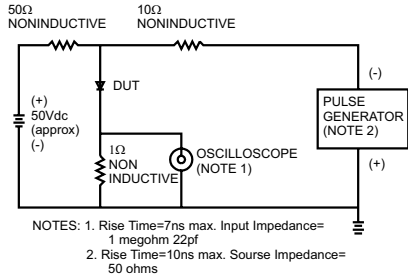 50Ω
NONINDUCTIVE
10Ω
NONINDUCTIVE
DUT
(+)
50Vdc
(approx)
(-)
1Ω
NON
INDUCTIVE
OSCILLOSCOPE
(NOTE 1)
(-)
PULSE
GENERATOR
(NOTE 2)
(+)
NOTES: 1. Rise Time=7ns max. Input Impedance=
1 megohm 22pf
2. Rise Time=10ns max. Sourse Impedance=
50 ohms